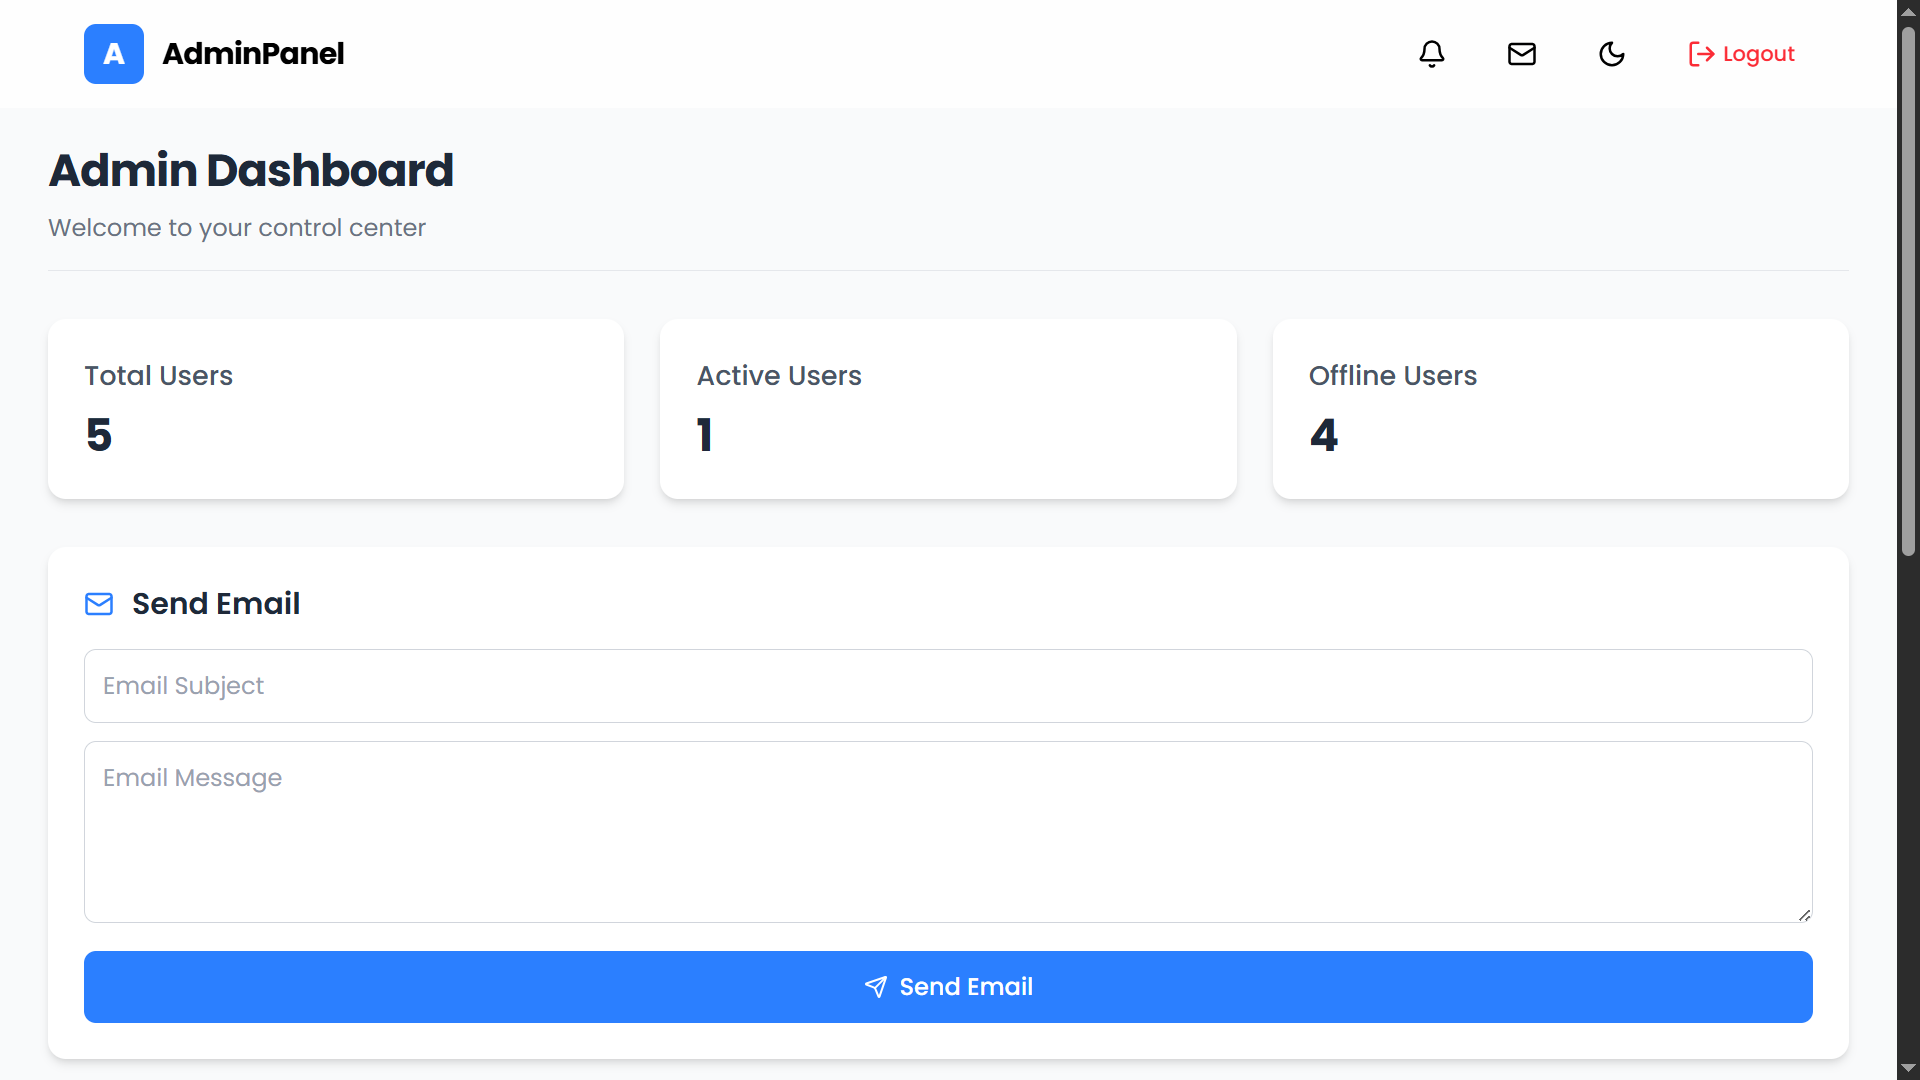 A AdminPanel
Logout
Admin Dashboard
Welcome to your control center
Total Users
5
Active Users
1
Offline Users
4
Send Email
Email Subject
Email Message
Send Email